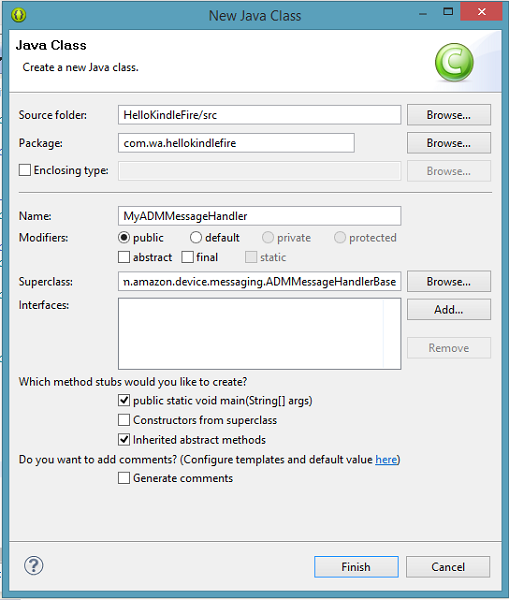 New Java Class
Java Class
Create a new Java class.
C
Source folder: HelloKindleFire/src Browse...
Package: com.wa.hellokindlefire Browse...
Enclosing type: Browse...
Name: MyADMMessageHandler
Modifiers: public default private protected
abstract final static
Superclass: n.amazon.device.messaging.ADMMessageHandlerBase Browse...
Interfaces: Add...
Remove
Which method stubs would you like to create?
public static void main(String[] args)
Constructors from superclass
Inherited abstract methods
Do you want to add comments? (Configure templates and default value here)
Generate comments
? Finish Cancel